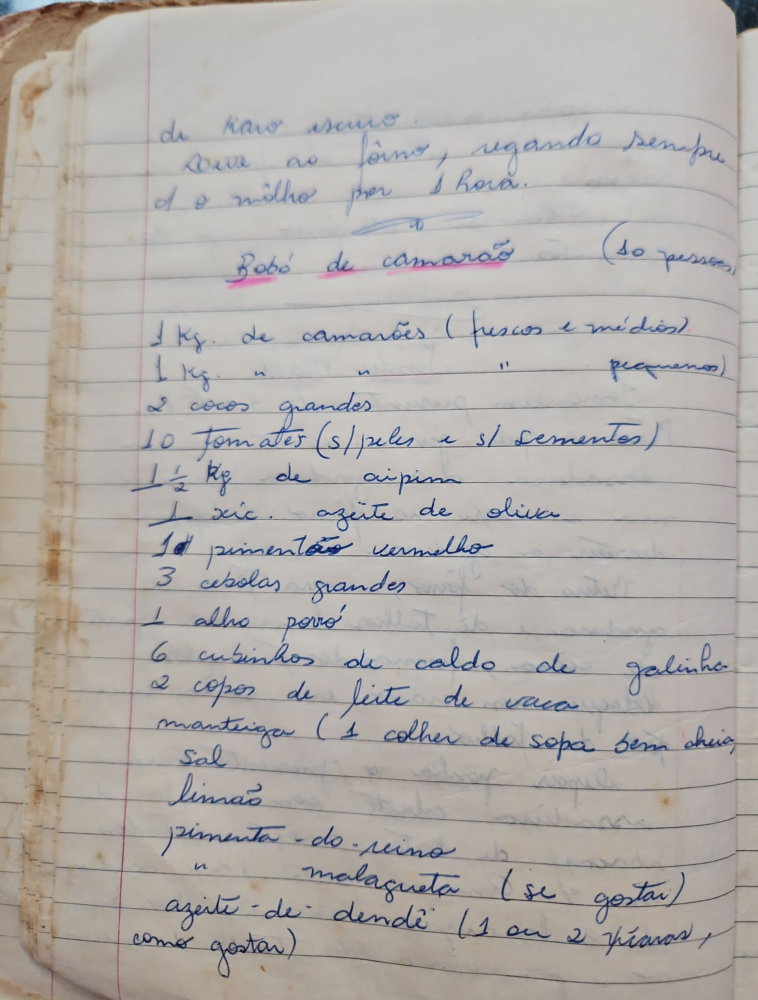 de Karo escuro.
Leve ao fôrno, regando sempre
c/ o môlho por 1 hora.
Bobó de camarão (10 pessoas)
1 Kg. de camarões (frescos e médios)
1 Kg. " " " pequenos)
2 cocos grandes
10 tomates (s/peles e s/ sementes)
1 1/2 Kg de aipim
1 xíc. azeite de oliva
1 pimentão vermelho
3 cebolas grandes
1 alho poró
6 cubinhos de caldo de galinha
2 copos de leite de vaca
manteiga (1 colher de sopa bem cheia)
sal
limão
pimenta-do-reino
" malagueta (se gostar)
azeite-de-dendê (1 ou 2 xícaras,
como gostar)